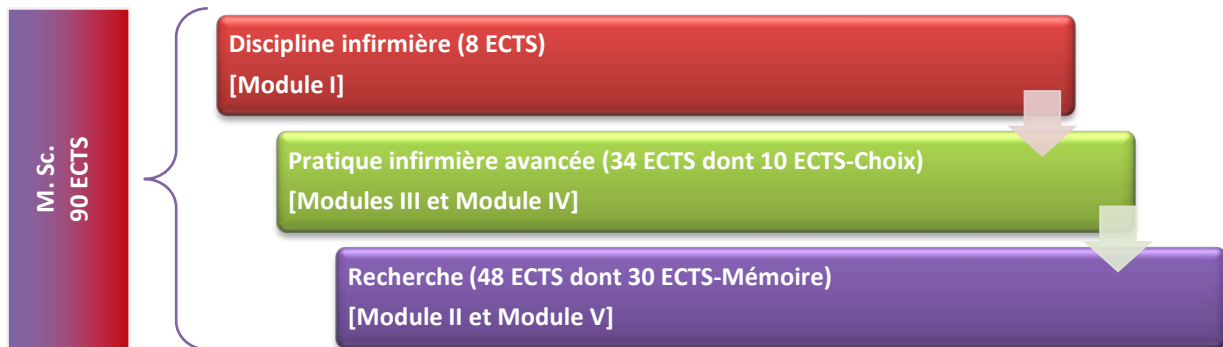 M. Sc.
90 ECTS
Discipline infirmière (8 ECTS)
[Module I]
Pratique infirmière avancée (34 ECTS dont 10 ECTS-Choix)
[Modules III et Module IV]
Recherche (48 ECTS dont 30 ECTS-Mémoire)
[Module II et Module V]